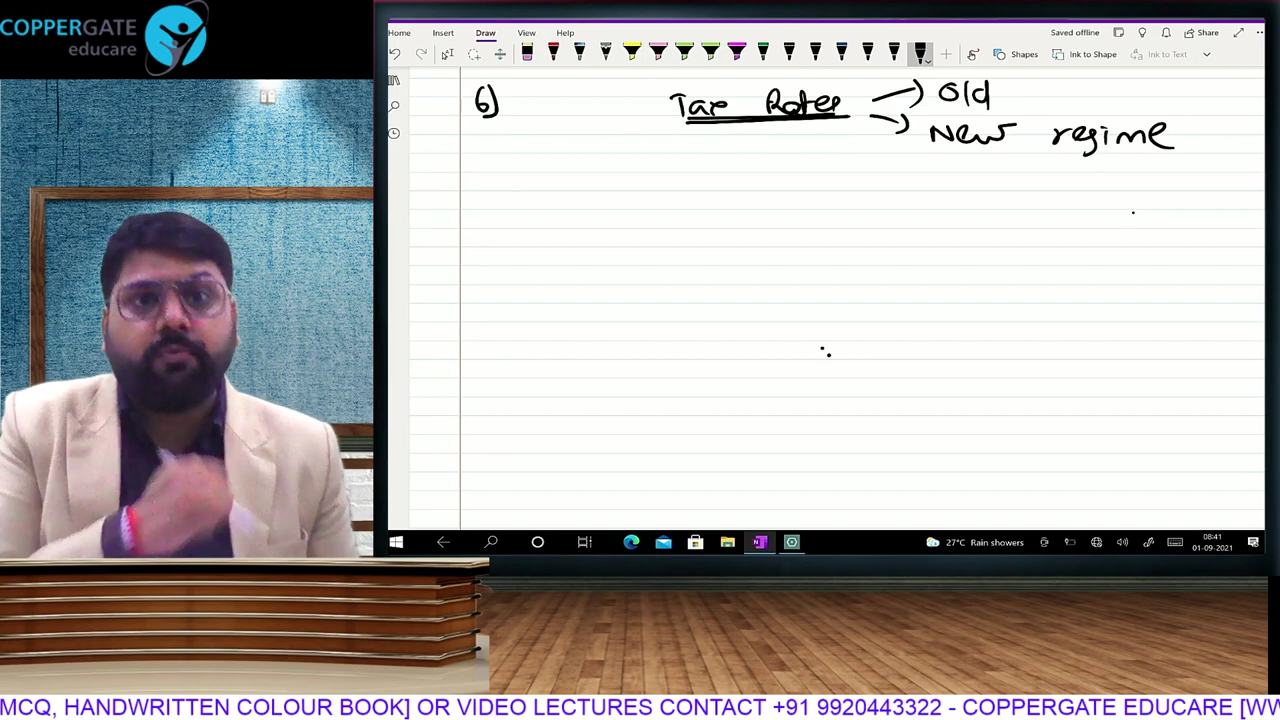 COPPERGATE
educare
Home Insert Draw View Help
Saved offline
Share
Shapes
Ink to Shape
Ink to Text
6) Tax Rates → Old
→ New regime
27°C Rain showers
08:41
01-09-2021
MCQ, HANDWRITTEN COLOUR BOOK] OR VIDEO LECTURES CONTACT +91 9920443322 - COPPERGATE EDUCARE [WW